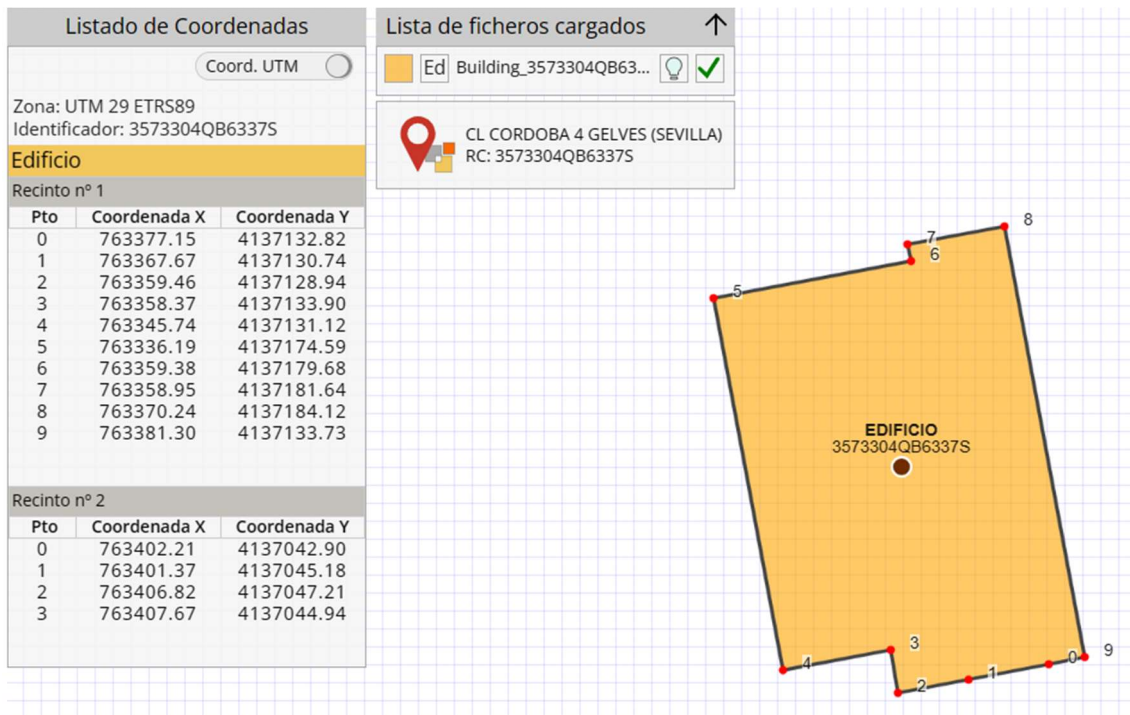 Listado de Coordenadas
Coord. UTM
Zona: UTM 29 ETRS89
Identificador: 3573304QB6337S
Edificio
Recinto nº 1
Pto Coordenada X Coordenada Y
0 763377.15 4137132.82
1 763367.67 4137130.74
2 763359.46 4137128.94
3 763358.37 4137133.90
4 763345.74 4137131.12
5 763336.19 4137174.59
6 763359.38 4137179.68
7 763358.95 4137181.64
8 763370.24 4137184.12
9 763381.30 4137133.73
Recinto nº 2
Pto Coordenada X Coordenada Y
0 763402.21 4137042.90
1 763401.37 4137045.18
2 763406.82 4137047.21
3 763407.67 4137044.94
Lista de ficheros cargados
Ed Building_3573304QB63...
CL CORDOBA 4 GELVES (SEVILLA)
RC: 3573304QB6337S
8
7
6
5
EDIFICIO
3573304QB6337S
3
9
0
4
1
2